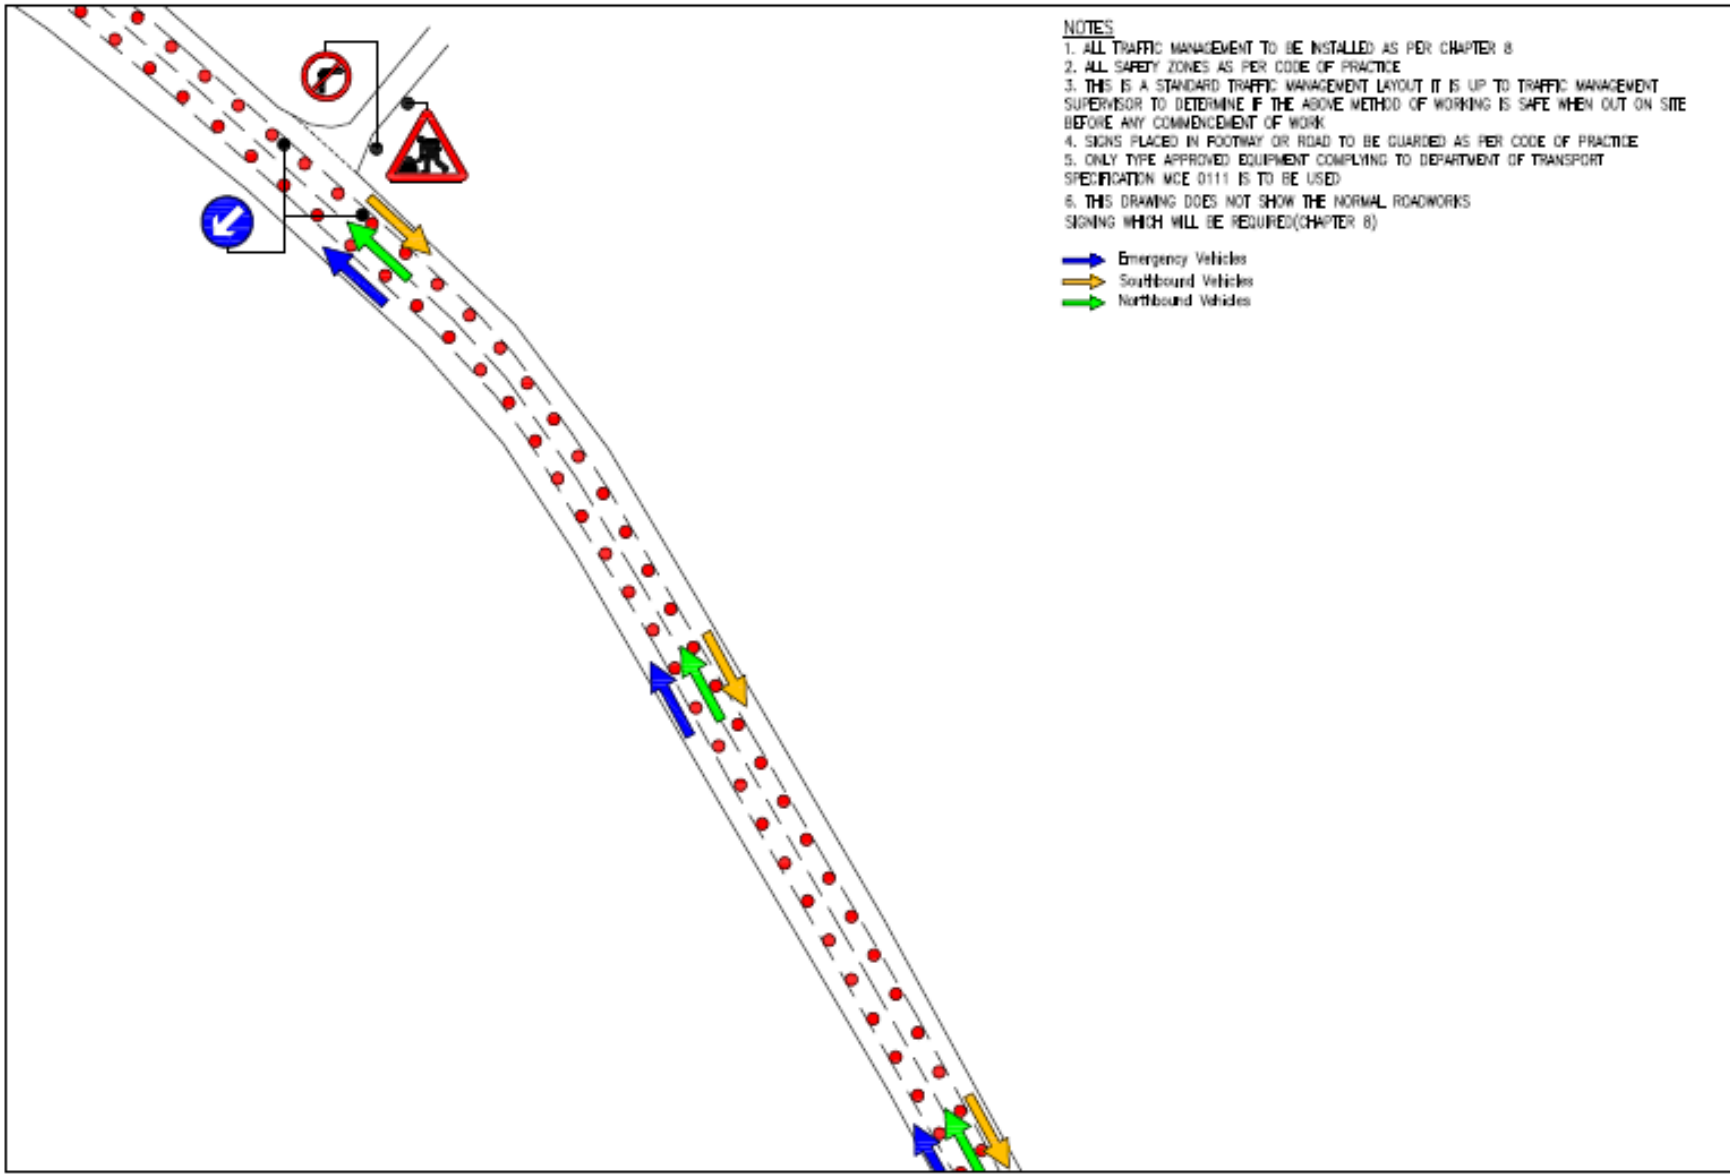 NOTES
1. ALL TRAFFIC MANAGEMENT TO BE INSTALLED AS PER CHAPTER 8
2. ALL SAFETY ZONES AS PER CODE OF PRACTICE
3. THIS IS A STANDARD TRAFFIC MANAGEMENT LAYOUT IT IS UP TO TRAFFIC MANAGEMENT
SUPERVISOR TO DETERMINE IF THE ABOVE METHOD OF WORKING IS SAFE WHEN OUT ON SITE
BEFORE ANY COMMENCEMENT OF WORK
4. SIGNS PLACED IN FOOTWAY OR ROAD TO BE GUARDED AS PER CODE OF PRACTICE
5. ONLY TYPE APPROVED EQUIPMENT COMPLYING TO DEPARTMENT OF TRANSPORT
SPECIFICATION MCE 0111 IS TO BE USED
6. THIS DRAWING DOES NOT SHOW THE NORMAL ROADWORKS
SIGNING WHICH WILL BE REQUIRED(CHAPTER 8)
Emergency Vehicles
Southbound Vehicles
Northbound Vehicles